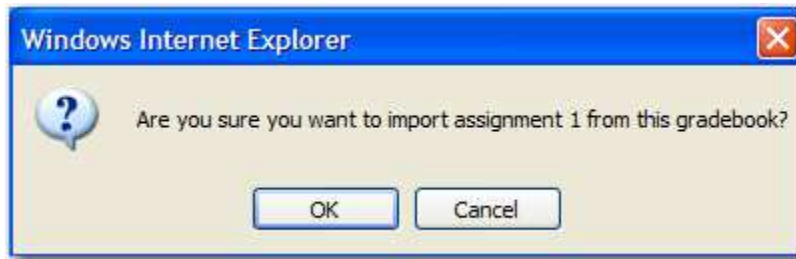 Windows Internet Explorer
Are you sure you want to import assignment 1 from this gradebook?
OK Cancel